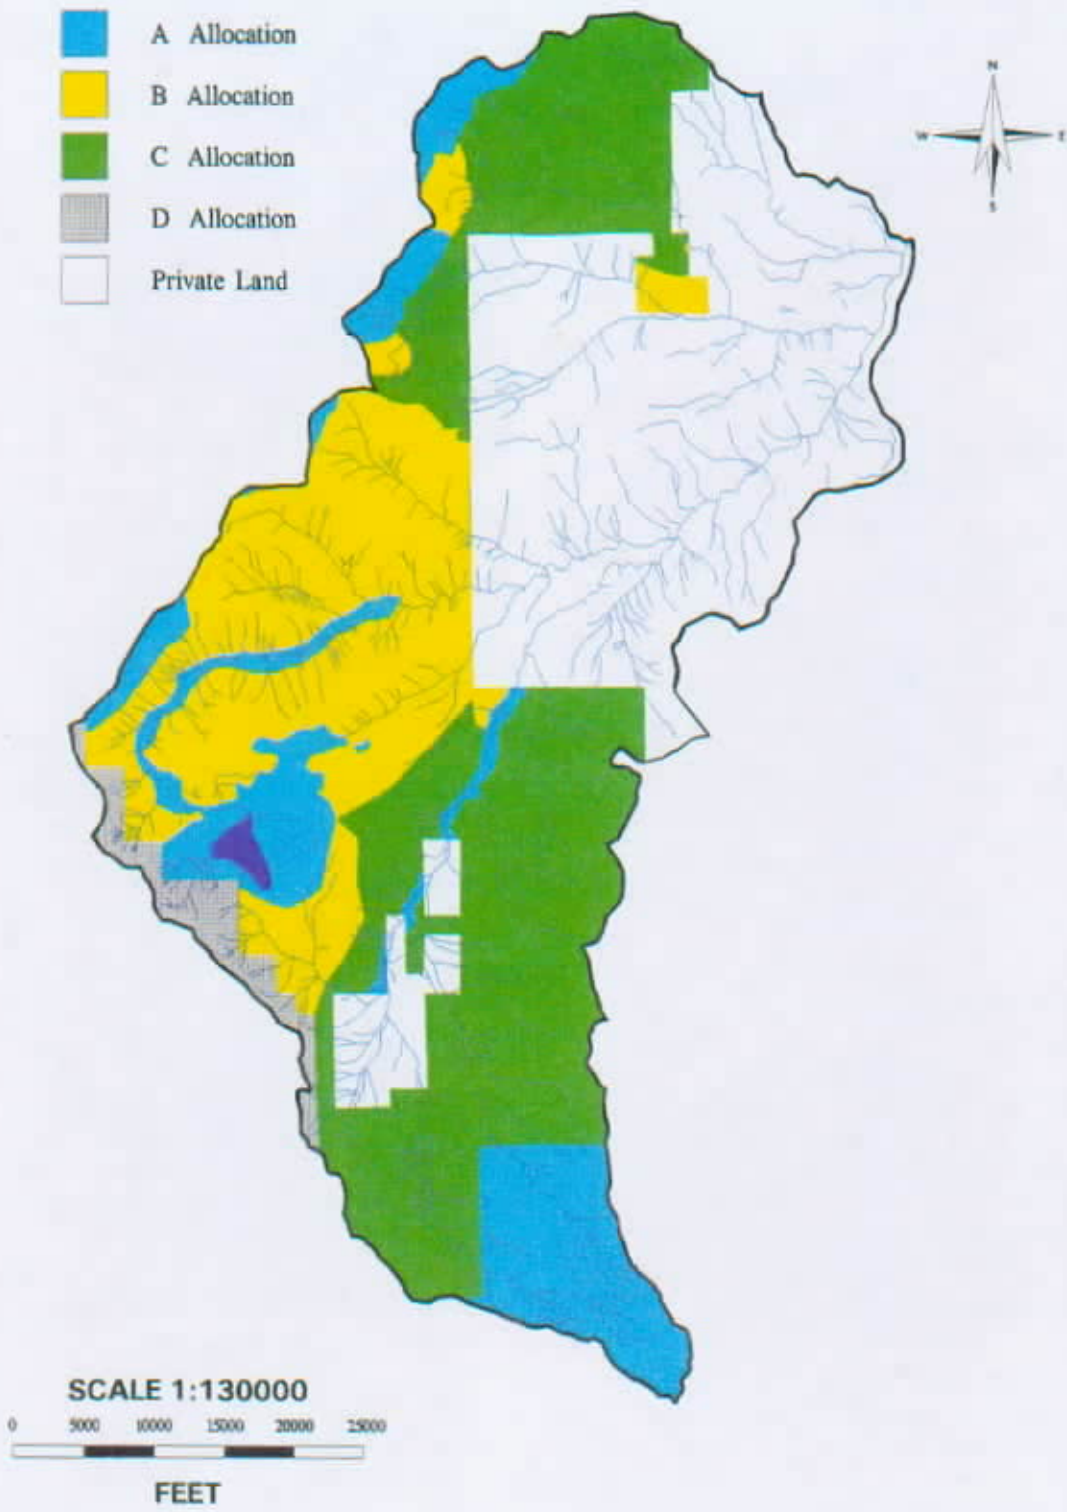 A Allocation
B Allocation
C Allocation
D Allocation
Private Land
N
W E
S
SCALE 1:130000
0 5000 10000 15000 20000 25000
FEET